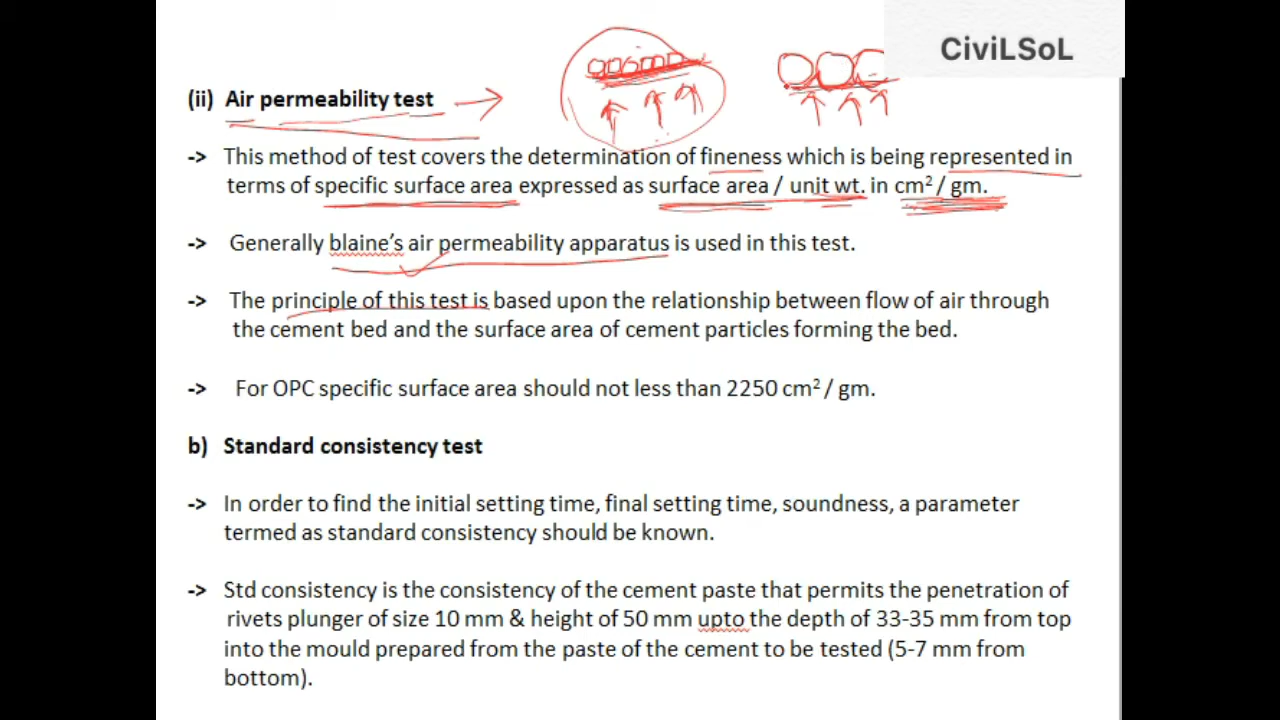 CiviLSoL
(ii) Air permeability test
-> This method of test covers the determination of fineness which is being represented in
terms of specific surface area expressed as surface area / unit wt. in cm² / gm.
-> Generally blaine's air permeability apparatus is used in this test.
-> The principle of this test is based upon the relationship between flow of air through
the cement bed and the surface area of cement particles forming the bed.
-> For OPC specific surface area should not less than 2250 cm² / gm.
b) Standard consistency test
-> In order to find the initial setting time, final setting time, soundness, a parameter
termed as standard consistency should be known.
-> Std consistency is the consistency of the cement paste that permits the penetration of
rivets plunger of size 10 mm & height of 50 mm upto the depth of 33-35 mm from top
into the mould prepared from the paste of the cement to be tested (5-7 mm from
bottom).